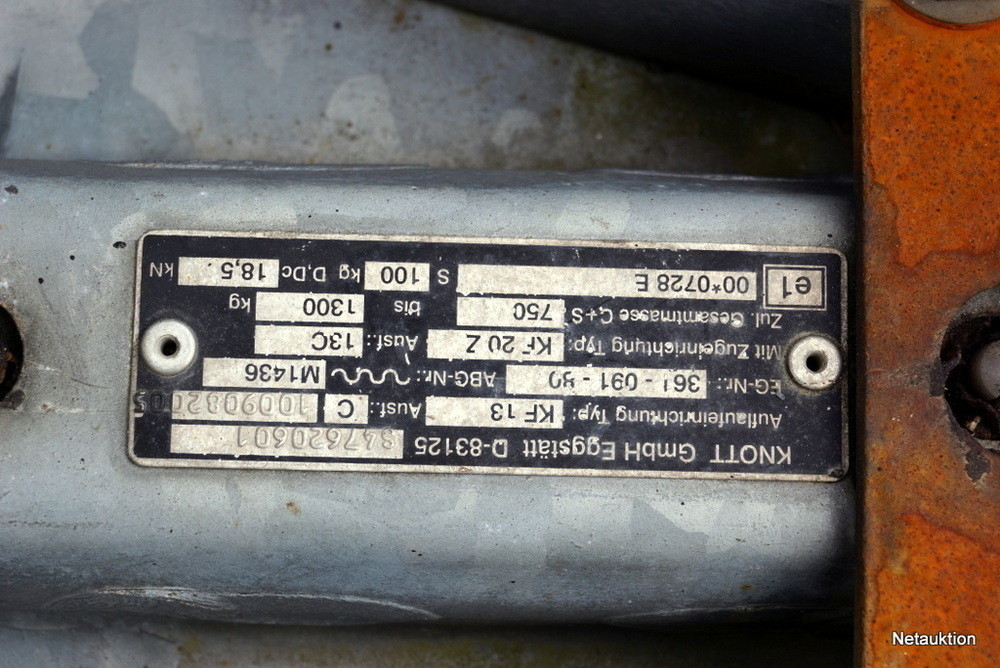 KNOTT GmbH Eggstätt D-83125 347620601
Auflaufeinrichtung Typ: KF 13 Ausf.: C 1009082005
EG-Nr.: 361-091-90 ABG-Nr.: M1436
Mit Zugeinrichtung Typ: KF 20 Z Ausf.: 13C
Zul. Gesamtmasse C+S 750 bis 1300 kg
e1 00*0728 E S 100 kg D,Dc 18,5 kN
Netauktion